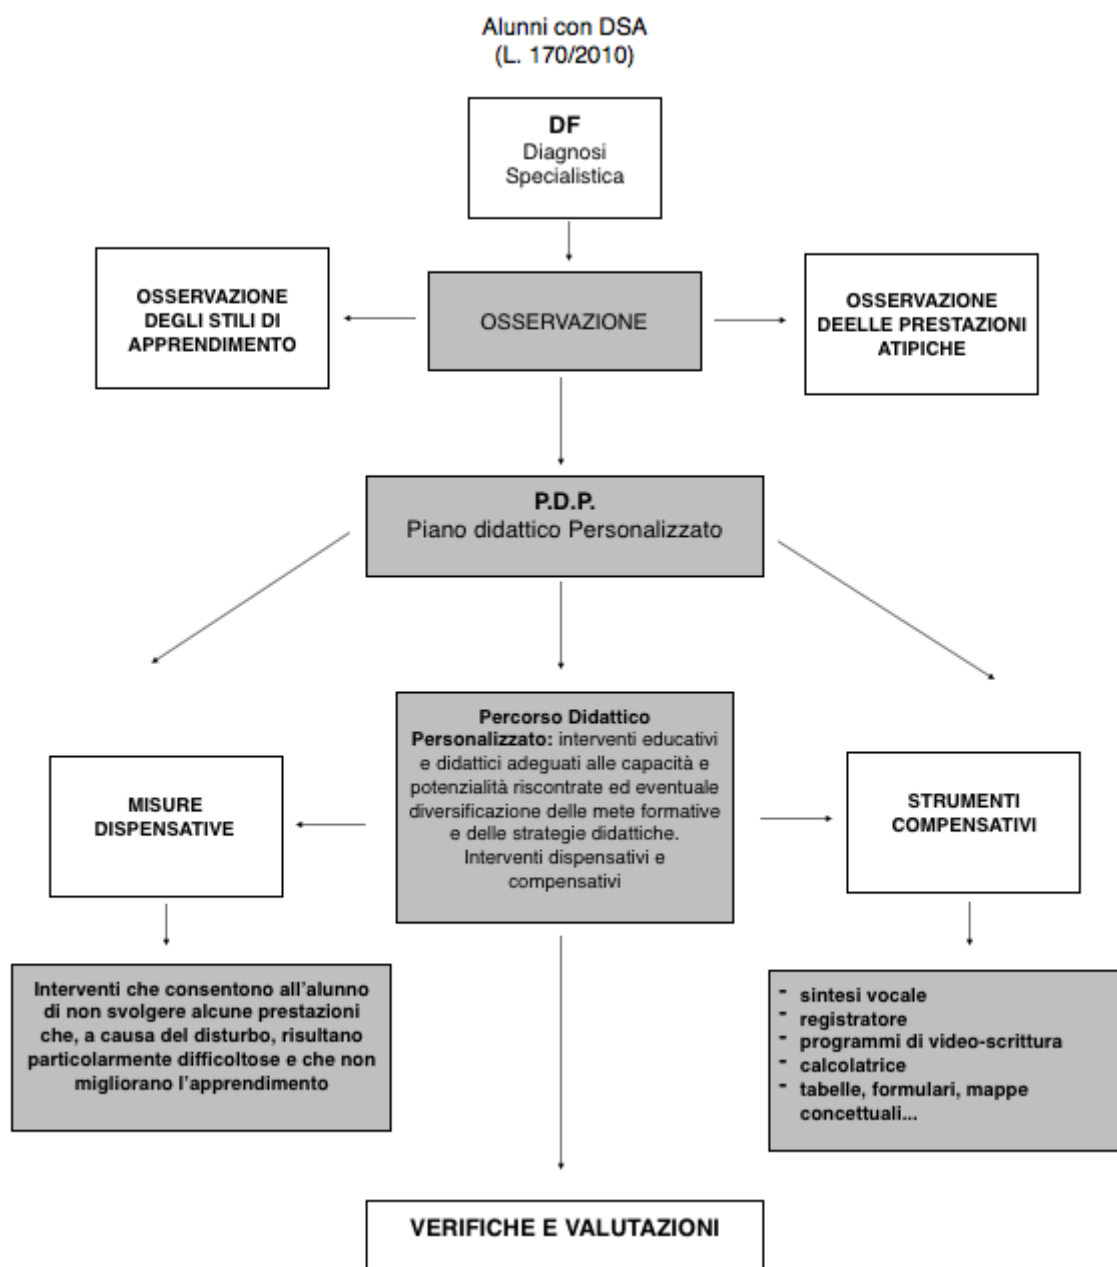 Alunni con DSA
(L. 170/2010)
DF
Diagnosi
Specialistica
OSSERVAZIONE
DEGLI STILI DI
APPRENDIMENTO
OSSERVAZIONE
OSSERVAZIONE
DEELLE PRESTAZIONI
ATIPICHE
P.D.P.
Piano didattico Personalizzato
MISURE
DISPENSATIVE
Percorso Didattico
Personalizzato: interventi educativi
e didattici adeguati alle capacità e
potenzialità riscontrate ed eventuale
diversificazione delle mete formative
e delle strategie didattiche.
Interventi dispensativi e
compensativi
STRUMENTI
COMPENSATIVI
Interventi che consentono all'alunno
di non svolgere alcune prestazioni
che, a causa del disturbo, risultano
particolarmente difficoltose e che non
migliorano l'apprendimento
- sintesi vocale
- registratore
- programmi di video-scrittura
- calcolatrice
- tabelle, formulari, mappe
concettuali...
VERIFICHE E VALUTAZIONI